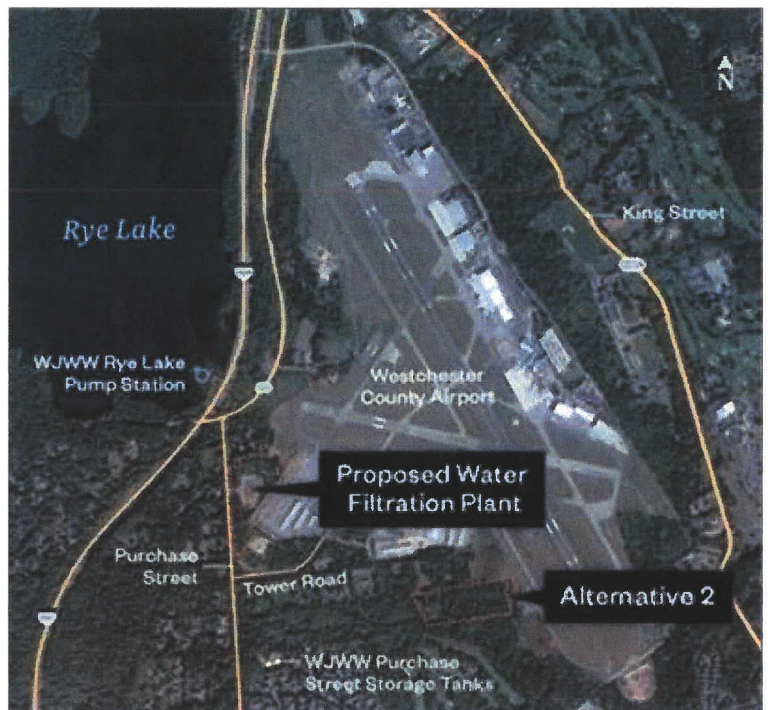 N
King Street
Rye Lake
WJWW Rye Lake
Pump Station
Westchester
County Airport
Proposed Water
Filtration Plant
Purchase
Street
Tower Road
Alternative 2
WJWW Purchase
Street Storage Tanks